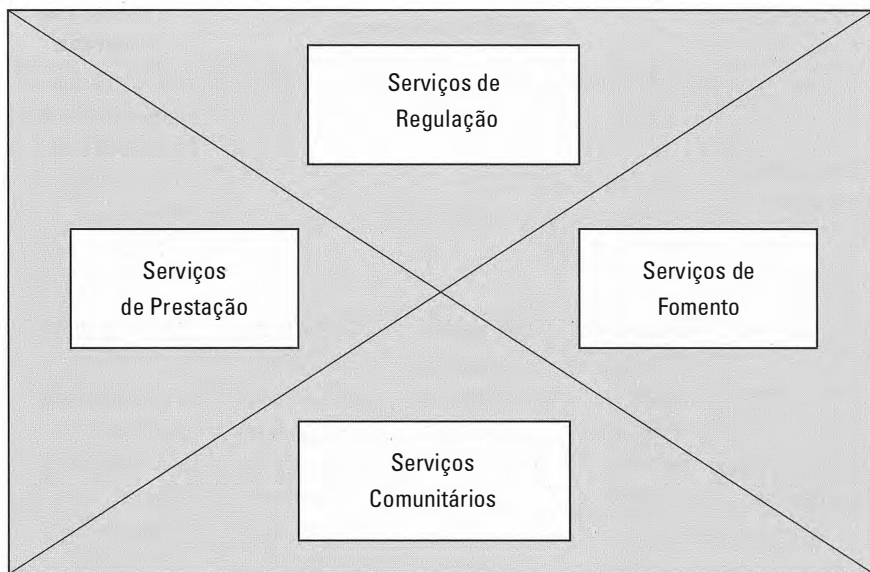 Serviços de
Regulação
Serviços
de Prestação
Serviços de
Fomento
Serviços
Comunitários